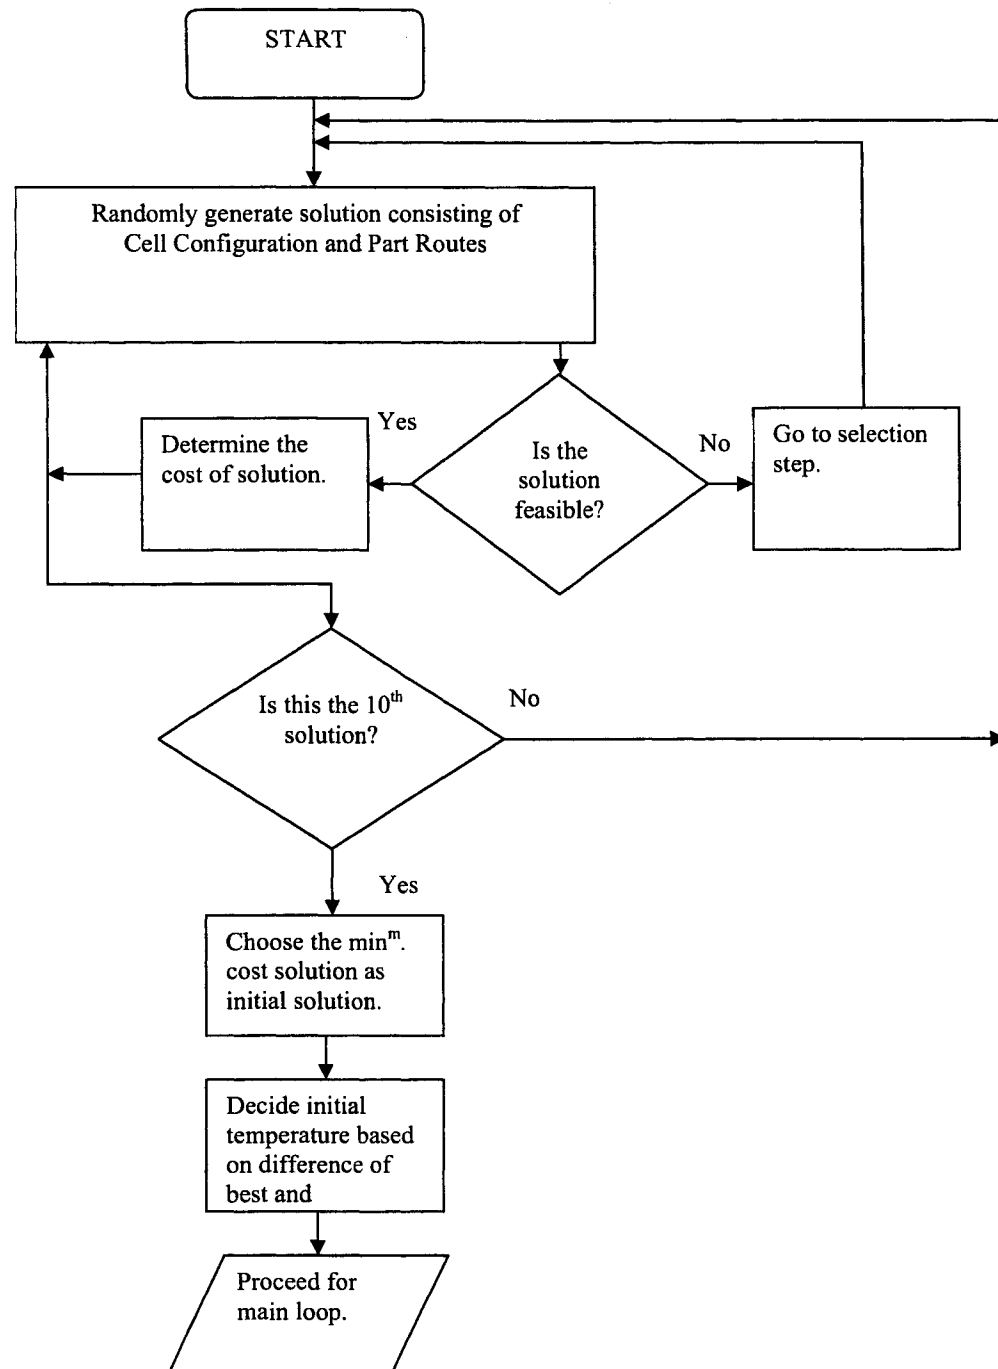 START
Randomly generate solution consisting of
Cell Configuration and Part Routes
Yes
Determine the
cost of solution.
Is the
solution
feasible?
No
Go to selection
step.
Is this the 10th
solution?
No
Yes
Choose the minm.
cost solution as
initial solution.
Decide initial
temperature based
on difference of
best and
Proceed for
main loop.